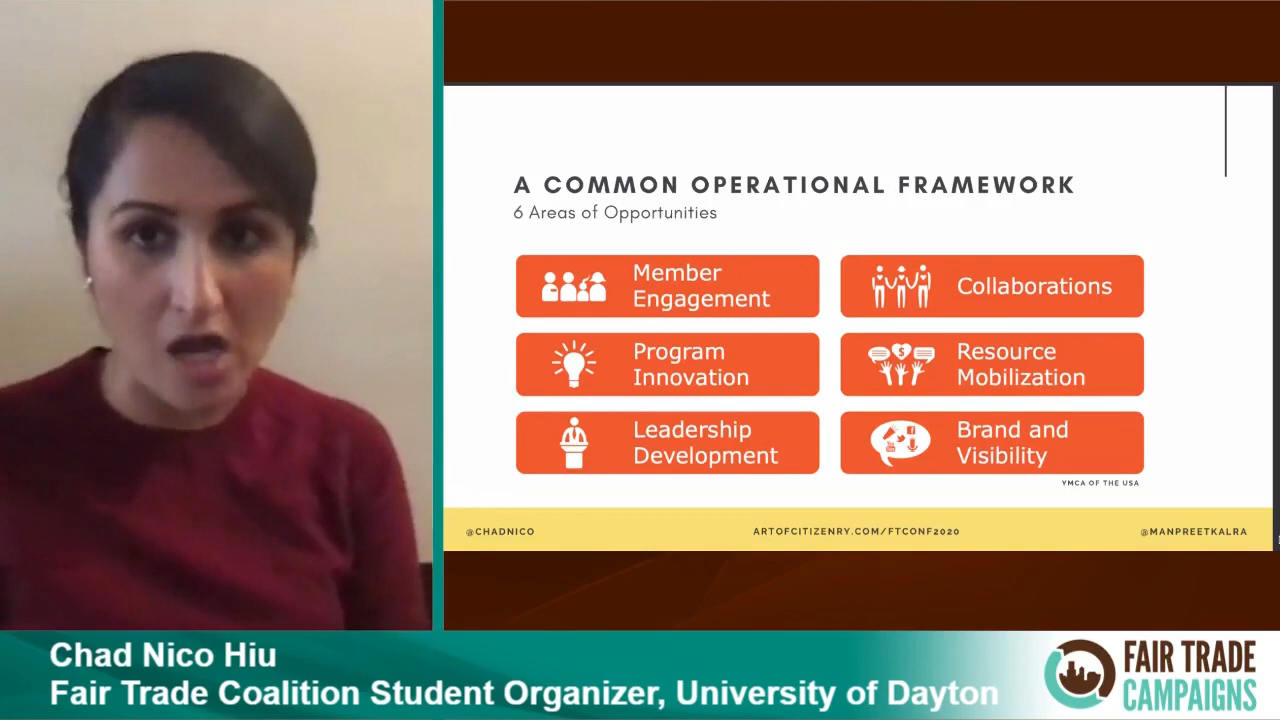 A COMMON OPERATIONAL FRAMEWORK
6 Areas of Opportunities
Member
Engagement
Collaborations
Program
Innovation
Resource
Mobilization
Leadership
Development
Brand and
Visibility
YMCA OF THE USA
@CHADNICO
ARTOFCITIZENRY.COM/FTCONF2020
@MANPREETKALRA
Chad Nico Hiu
Fair Trade Coalition Student Organizer, University of Dayton
FAIR TRADE
CAMPAIGNS